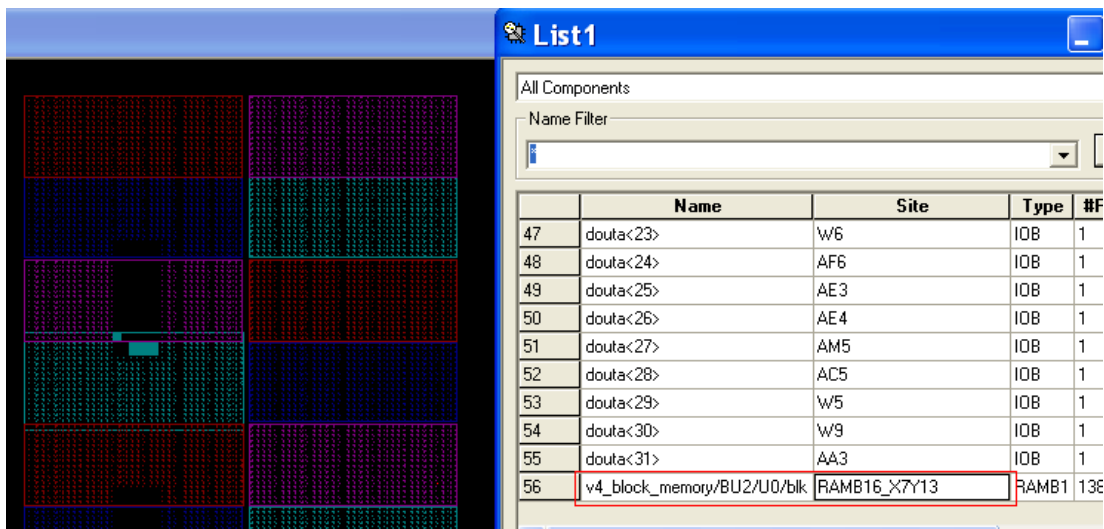 List1
All Components
Name Filter
*
Name Site Type #F
47 douta<23> W6 IOB 1
48 douta<24> AF6 IOB 1
49 douta<25> AE3 IOB 1
50 douta<26> AE4 IOB 1
51 douta<27> AM5 IOB 1
52 douta<28> AC5 IOB 1
53 douta<29> W5 IOB 1
54 douta<30> W9 IOB 1
55 douta<31> AA3 IOB 1
56 v4_block_memory/BU2/U0/blk RAMB16_X7Y13 RAMB1 138